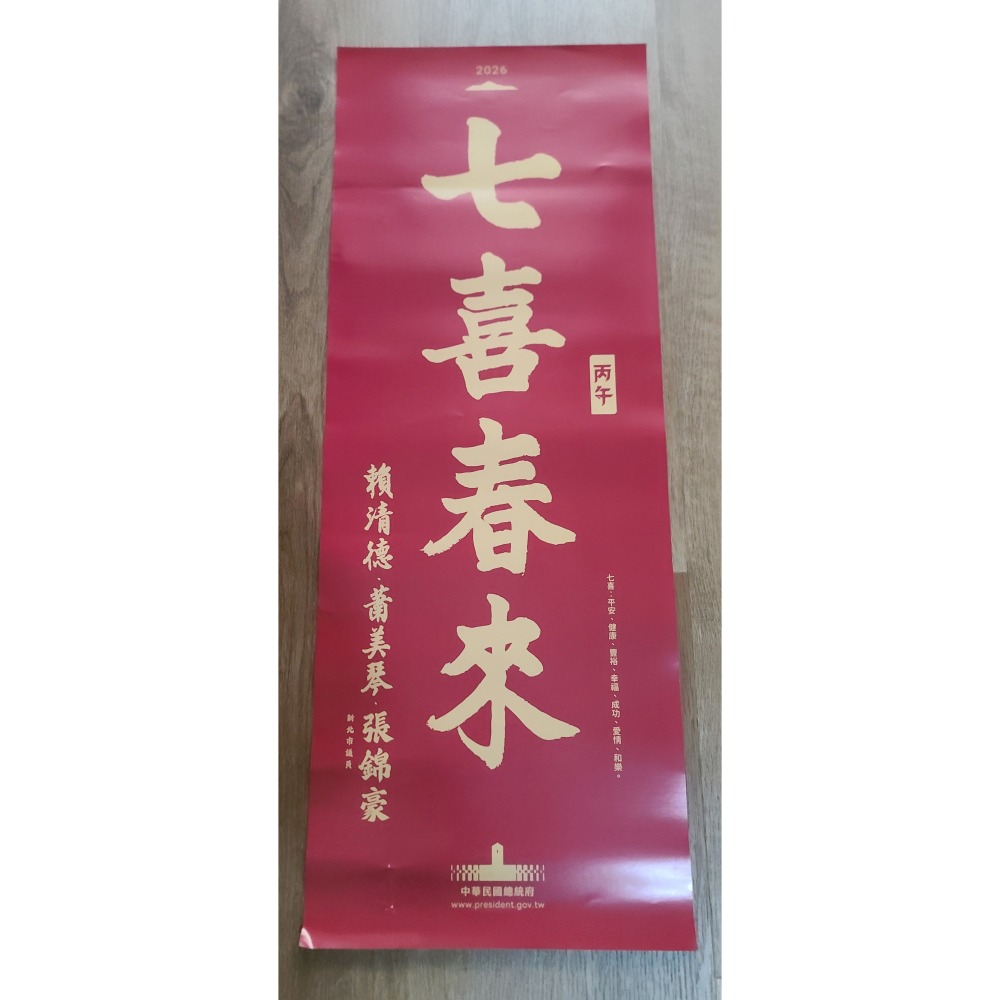 2026
七喜春來
丙午
七喜：平安、健康、豐裕、幸福、成功、愛情、和樂。
賴清德・蕭美琴・張錦豪
新北市議員
中華民國總統府
www.president.gov.tw